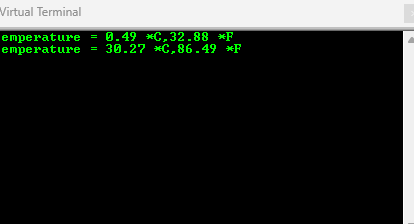 Virtual Terminal
emperature = 0.49 *C,32.88 *F
emperature = 30.27 *C,86.49 *F